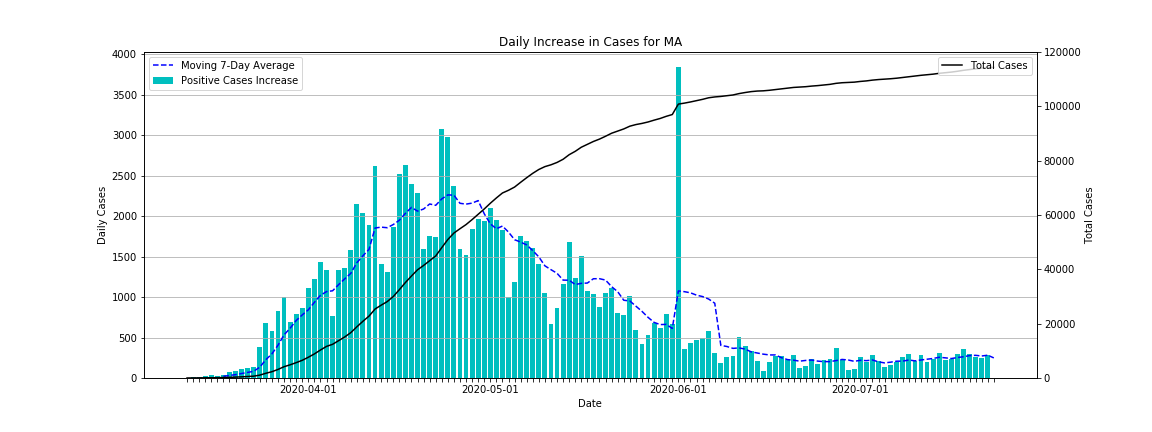 Daily Increase in Cases for MA
Moving 7-Day Average
Positive Cases Increase
Total Cases
4000
3500
3000
2500
2000
1500
1000
500
0
Daily Cases
120000
100000
80000
60000
40000
20000
0
Total Cases
2020-04-01
2020-05-01
2020-06-01
2020-07-01
Date